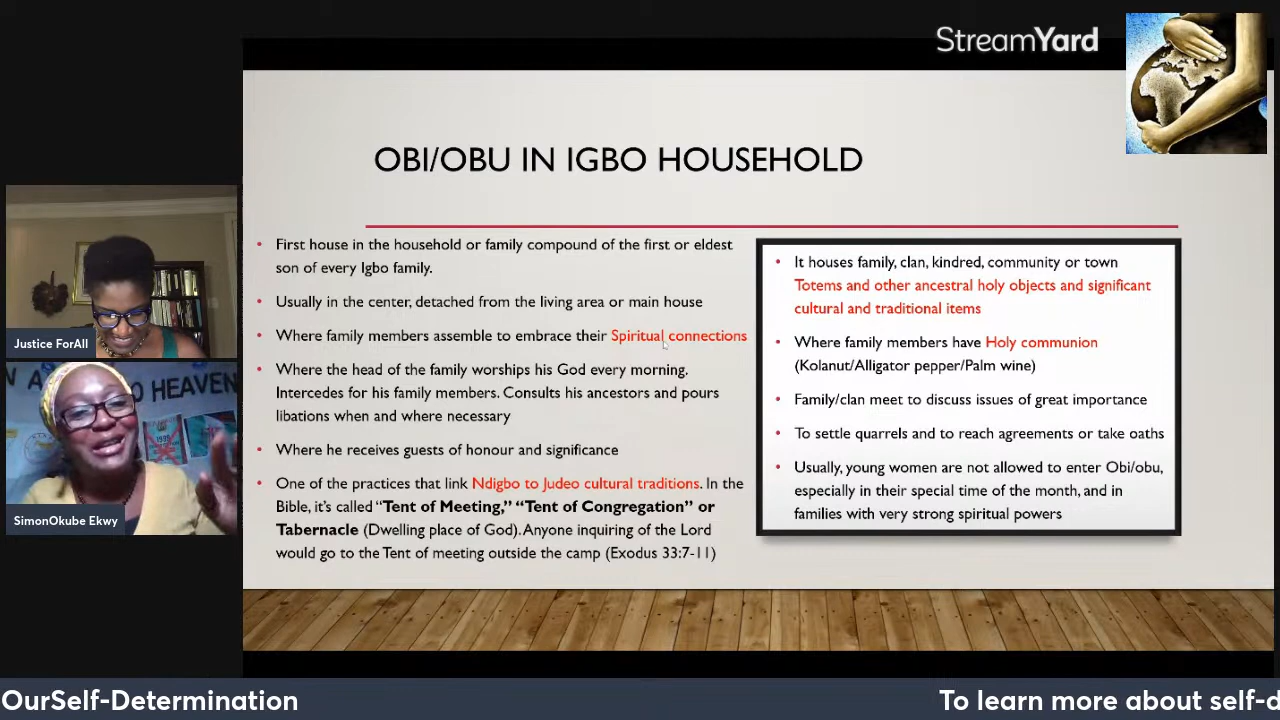 StreamYard
OBI/OBU IN IGBO HOUSEHOLD
• First house in the household or family compound of the first or eldest
son of every Igbo family.
• Usually in the center, detached from the living area or main house
• Where family members assemble to embrace their Spiritual connections
• Where the head of the family worships his God every morning.
Intercedes for his family members. Consults his ancestors and pours
libations when and where necessary
• Where he receives guests of honour and significance
• One of the practices that link Ndigbo to Judeo cultural traditions. In the
Bible, it's called “Tent of Meeting,” “Tent of Congregation” or
Tabernacle (Dwelling place of God). Anyone inquiring of the Lord
would go to the Tent of meeting outside the camp (Exodus 33:7-11)
• It houses family, clan, kindred, community or town
Totems and other ancestral holy objects and significant
cultural and traditional items
• Where family members have Holy communion
(Kolanut/Alligator pepper/Palm wine)
• Family/clan meet to discuss issues of great importance
• To settle quarrels and to reach agreements or take oaths
• Usually, young women are not allowed to enter Obi/obu,
especially in their special time of the month, and in
families with very strong spiritual powers
Justice ForAll
HEAVEN
SimonOkube Ekwy
OurSelf-Determination
To learn more about self-d